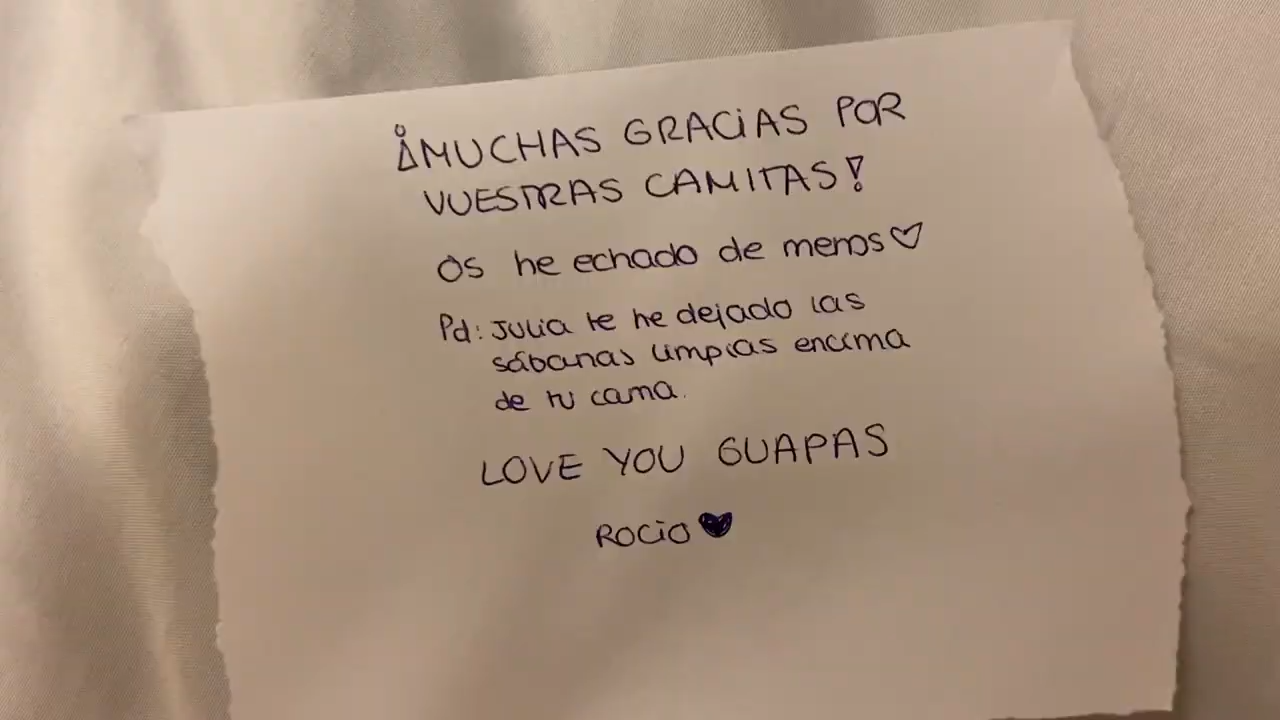 ¡MUCHAS GRACIAS POR
VUESTRAS CAMITAS!
Os he echado de menos♡
Pd: Julia te he dejado las
sábanas limpias encima
de tu cama.
LOVE YOU GUAPAS
ROCIO♥